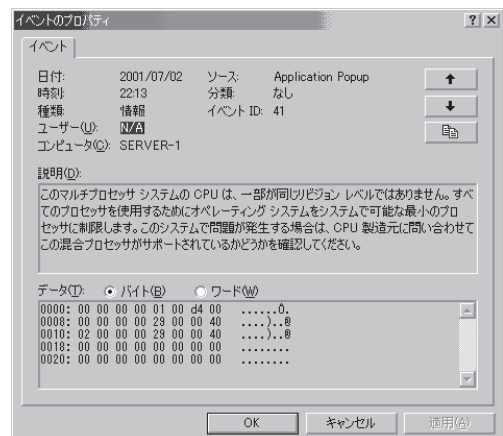 イベントのプロパティ
イベント
日付: 2001/07/02 ソース: Application Popup
時刻: 22:13 分類: なし
種類: 情報 イベント ID: 41
ユーザー(U): N/A
コンピュータ(C): SERVER-1
説明(D):
このマルチプロセッサ システムの CPU は、一部が同じリビジョン レベルではありません。すべ
てのプロセッサを使用するためにオペレーティング システムをシステムで可能な最小のプロ
セッサに制限します。このシステムで問題が発生する場合は、CPU 製造元に問い合わせて
この混合プロセッサがサポートされているかどうかを確認してください。
データ(T): バイト(B) ワード(W)
0000: 00 00 00 00 01 00 d4 00 ......Ô.
0008: 00 00 00 00 29 00 00 40 ....)..@
0010: 02 00 00 00 29 00 00 40 ....)..@
0018: 00 00 00 00 00 00 00 00 ........
0020: 00 00 00 00 00 00 00 00 ........
OK キャンセル 適用(A)